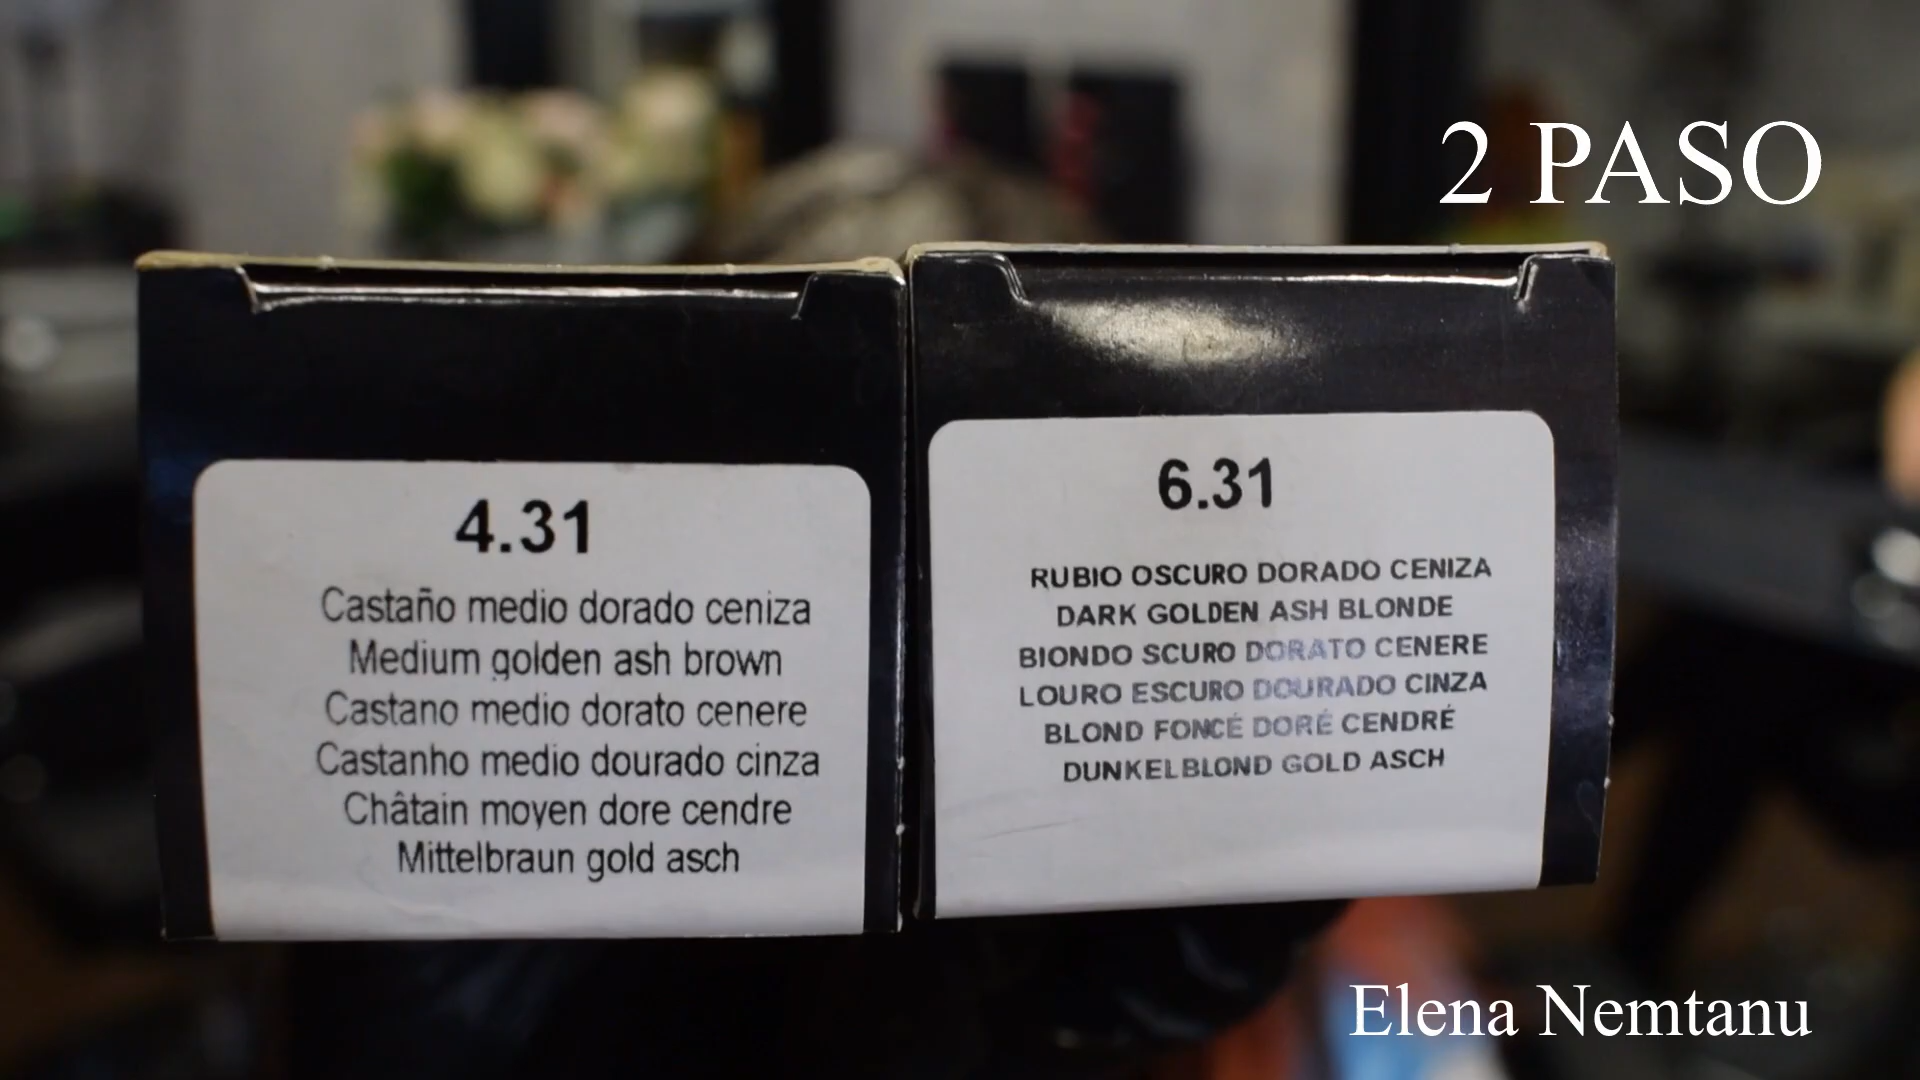 2 PASO
4.31
Castaño medio dorado ceniza
Medium golden ash brown
Castano medio dorato cenere
Castanho medio dourado cinza
Châtain moyen dore cendre
Mittelbraun gold asch
6.31
RUBIO OSCURO DORADO CENIZA
DARK GOLDEN ASH BLONDE
BIONDO SCURO DORATO CENERE
LOURO ESCURO DOURADO CINZA
BLOND FONCÉ DORÉ CENDRÉ
DUNKELBLOND GOLD ASCH
Elena Nemtanu